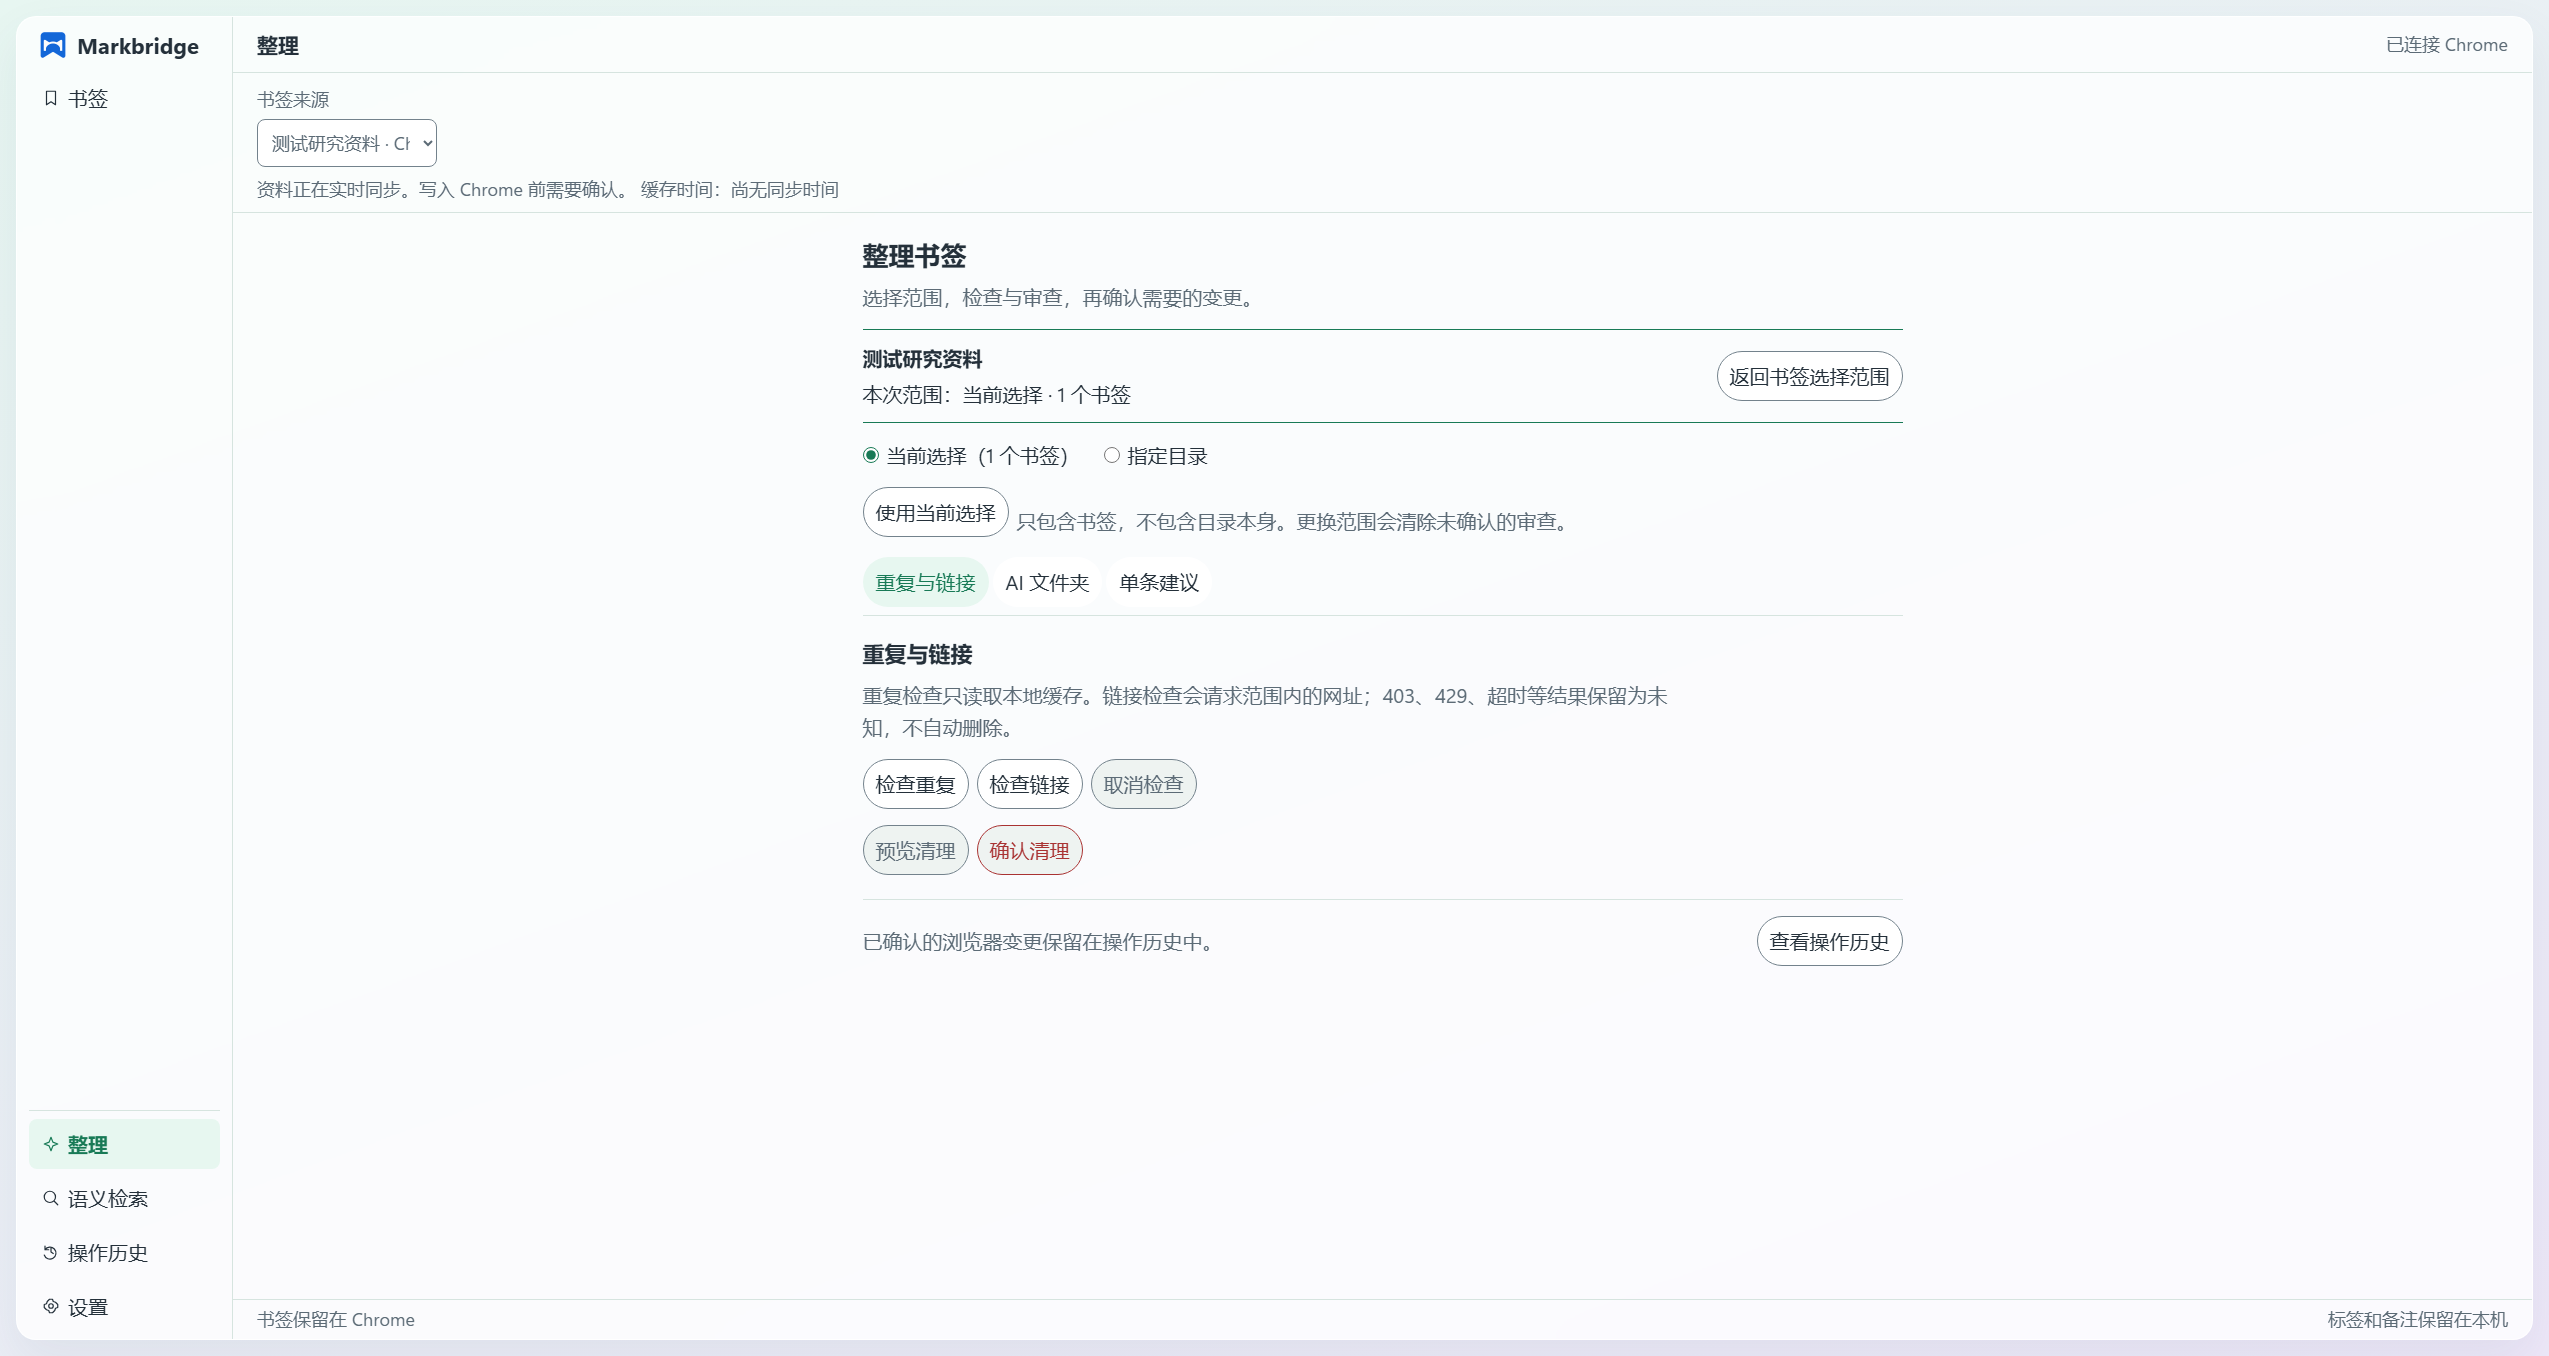 Markbridge
书签
整理
已连接 Chrome
书签来源
测试研究资料 · Ch
资料正在实时同步。写入 Chrome 前需要确认。 缓存时间：尚无同步时间
整理书签
选择范围，检查与审查，再确认需要的变更。
测试研究资料
本次范围：当前选择 · 1 个书签
返回书签选择范围
当前选择（1 个书签）
指定目录
使用当前选择
只包含书签，不包含目录本身。更换范围会清除未确认的审查。
重复与链接
AI 文件夹
单条建议
重复与链接
重复检查只读取本地缓存。链接检查会请求范围内的网址；403、429、超时等结果保留为未
知，不自动删除。
检查重复
检查链接
取消检查
预览清理
确认清理
已确认的浏览器变更保留在操作历史中。
查看操作历史
整理
语义检索
操作历史
设置
书签保留在 Chrome
标签和备注保留在本机